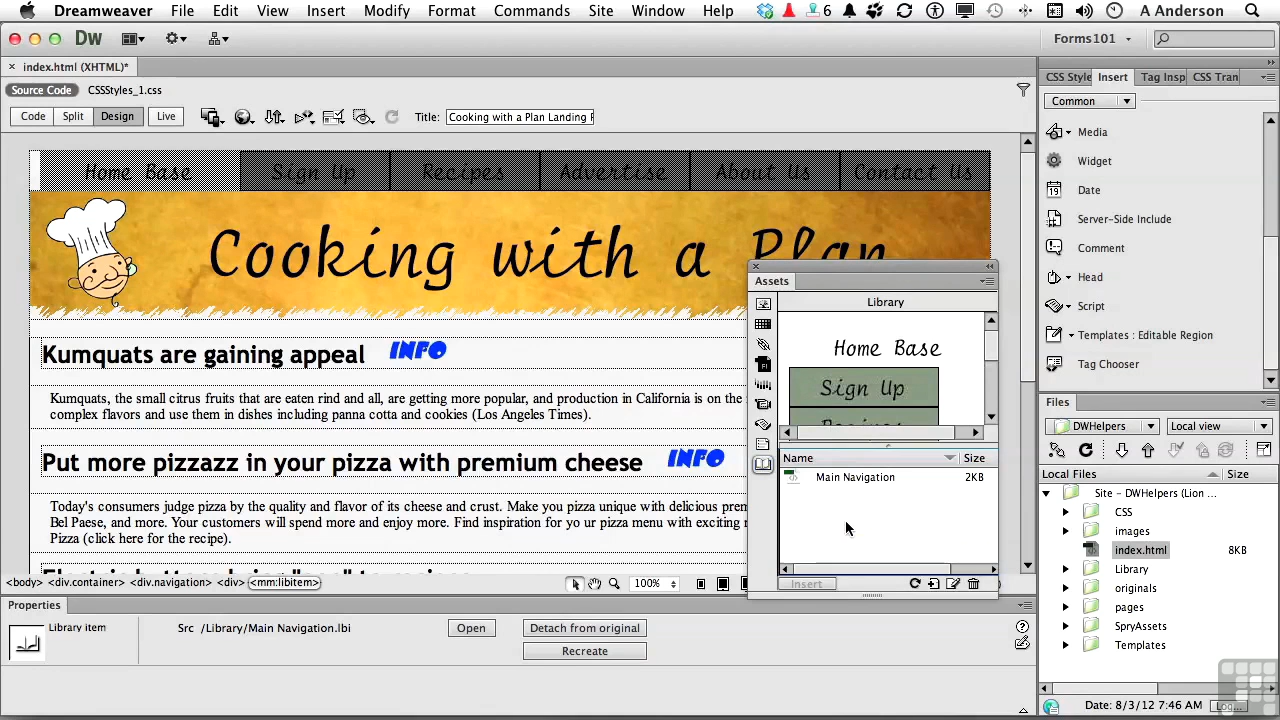 Dreamweaver File Edit View Insert Modify Format Commands Site Window Help 6 A Anderson
Dw Forms101
index.html (XHTML)*
Source Code CSSStyles_1.css
Code Split Design Live Title: Cooking with a Plan Landing P
Home Base Sign U Recipes About Us Contact Us
Cooking with a Plan
Kumquats are gaining appeal INFO
Kumquats, the small citrus fruits that are eaten rind and all, are getting more popular, and production in California is on the
complex flavors and use them in dishes including panna cotta and cookies (Los Angeles Times).
Put more pizzazz in your pizza with premium cheese INFO
Today's consumers judge pizza by the quality and flavor of its cheese and crust. Make you pizza unique with delicious prem
Bel Paese, and more. Your customers will spend more and enjoy more. Find inspiration for yo ur pizza menu with exciting r
Pizza (click here for the recipe).
<body> <div.container> <div.navigation> <div> <mm:libitem> 100%
Properties
Library item Src /Library/Main Navigation.lbi Open Detach from original
Recreate
Assets
Library
Home Base
Sign Up
Recipes
Name Size
Main Navigation 2KB
Insert
CSS Style Insert Tag Insp CSS Tran
Common
Media
Widget
19 Date
Server-Side Include
Comment
Head
Script
Templates : Editable Region
Tag Chooser
Files
DWHelpers Local view
Local Files Size
Site - DWHelpers (Lion ...
CSS
images
index.html 8KB
Library
originals
pages
SpryAssets
Templates
Date: 8/3/12 7:46 AM Log...